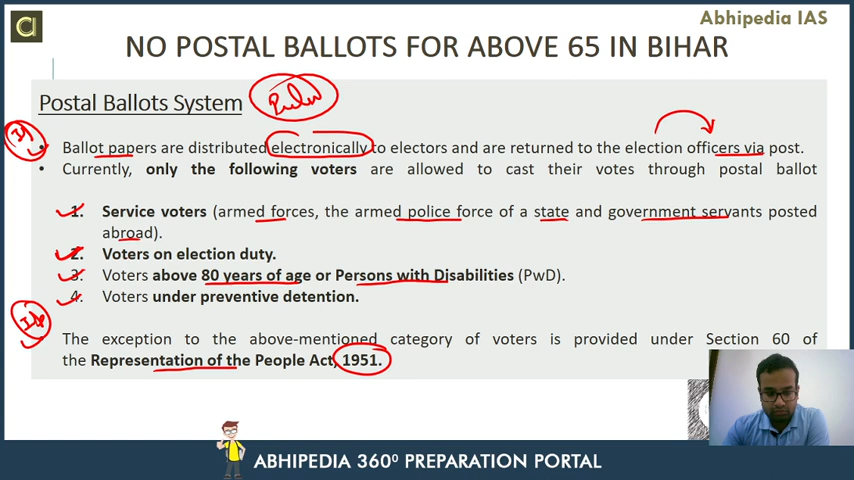 Abhipedia IAS
a
NO POSTAL BALLOTS FOR ABOVE 65 IN BIHAR
Postal Ballots System
• Ballot papers are distributed electronically to electors and are returned to the election officers via post.
• Currently, only the following voters are allowed to cast their votes through postal ballot
1. Service voters (armed forces, the armed police force of a state and government servants posted
abroad).
2. Voters on election duty.
3. Voters above 80 years of age or Persons with Disabilities (PwD).
4. Voters under preventive detention.
The exception to the above-mentioned category of voters is provided under Section 60 of
the Representation of the People Act, 1951.
ABHIPEDIA 360⁰ PREPARATION PORTAL